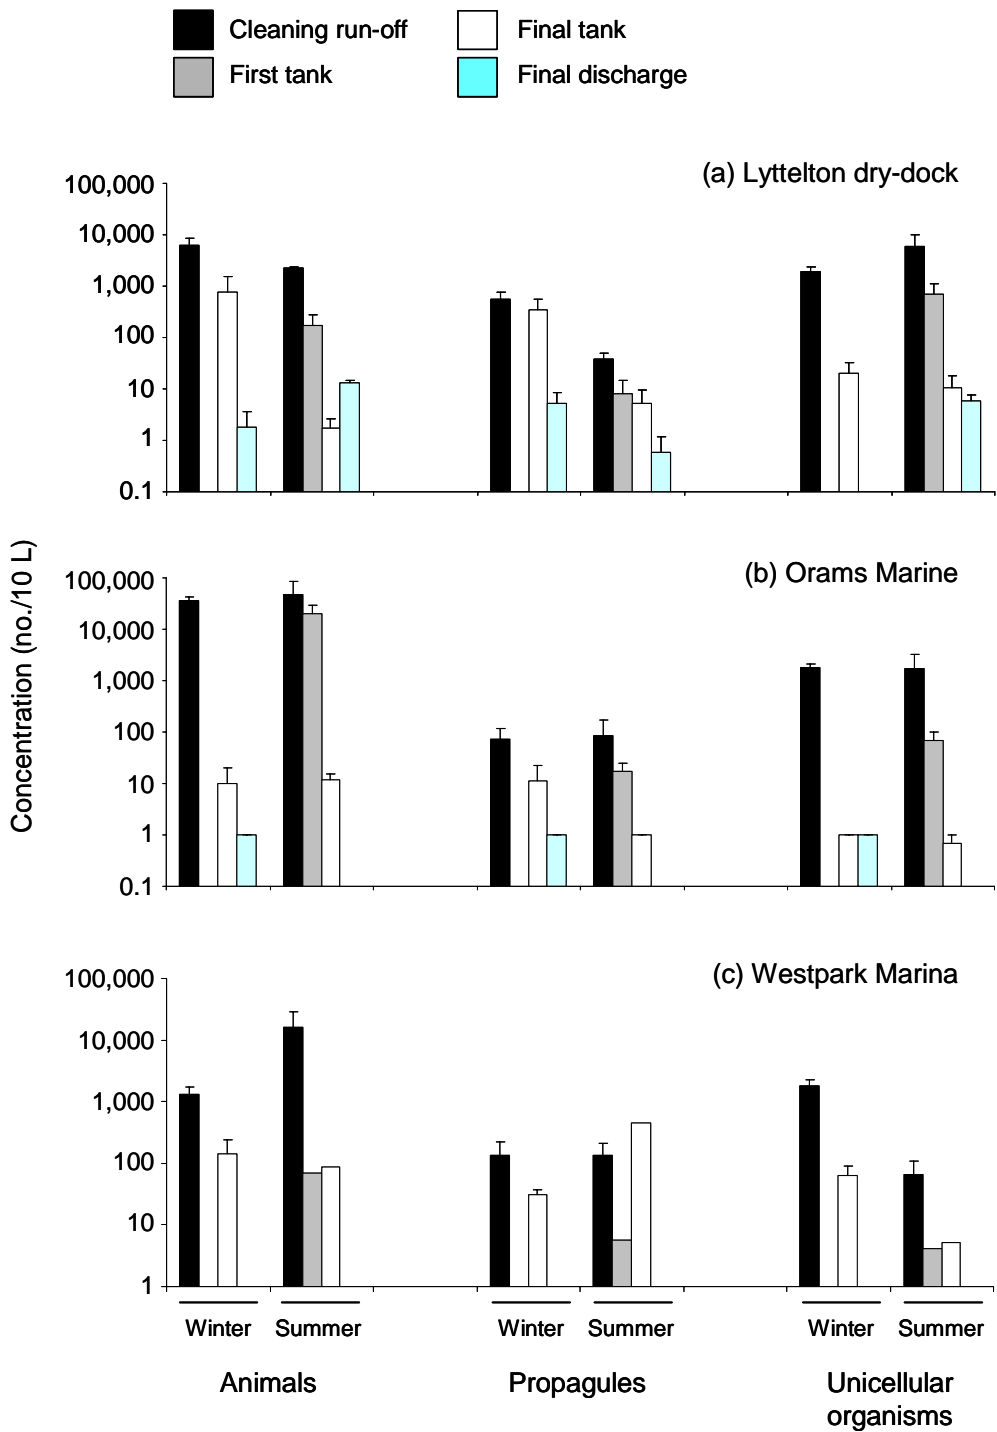 Cleaning run-off
Final tank
First tank
Final discharge
(a) Lyttelton dry-dock
100,000
10,000
1,000
100
10
1
0.1
Concentration (no./10 L)
(b) Orams Marine
100,000
10,000
1,000
100
10
1
0.1
(c) Westpark Marina
100,000
10,000
1,000
100
10
1
Winter Summer Winter Summer Winter Summer
Animals Propagules Unicellular
organisms